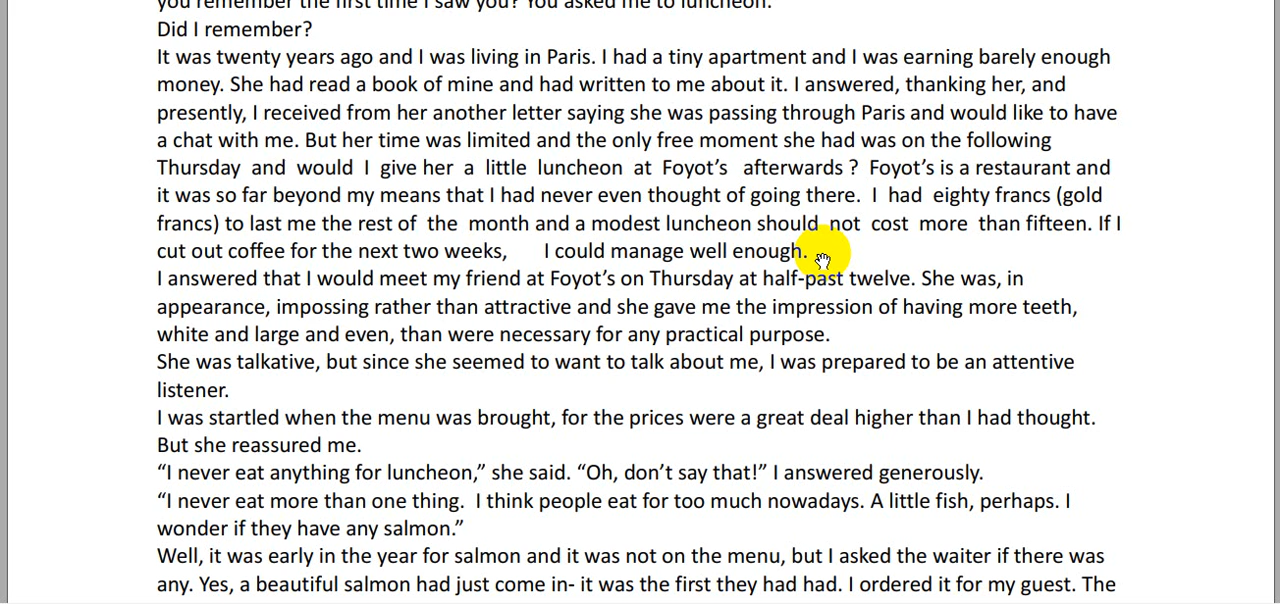 you remember the first time I saw you? You asked me to luncheon.
Did I remember?
It was twenty years ago and I was living in Paris. I had a tiny apartment and I was earning barely enough
money. She had read a book of mine and had written to me about it. I answered, thanking her, and
presently, I received from her another letter saying she was passing through Paris and would like to have
a chat with me. But her time was limited and the only free moment she had was on the following
Thursday and would I give her a little luncheon at Foyot’s afterwards ? Foyot’s is a restaurant and
it was so far beyond my means that I had never even thought of going there. I had eighty francs (gold
francs) to last me the rest of the month and a modest luncheon should not cost more than fifteen. If I
cut out coffee for the next two weeks, I could manage well enough.
I answered that I would meet my friend at Foyot’s on Thursday at half-past twelve. She was, in
appearance, impossing rather than attractive and she gave me the impression of having more teeth,
white and large and even, than were necessary for any practical purpose.
She was talkative, but since she seemed to want to talk about me, I was prepared to be an attentive
listener.
I was startled when the menu was brought, for the prices were a great deal higher than I had thought.
But she reassured me.
“I never eat anything for luncheon,” she said. “Oh, don’t say that!” I answered generously.
“I never eat more than one thing. I think people eat for too much nowadays. A little fish, perhaps. I
wonder if they have any salmon.”
Well, it was early in the year for salmon and it was not on the menu, but I asked the waiter if there was
any. Yes, a beautiful salmon had just come in- it was the first they had had. I ordered it for my guest. The